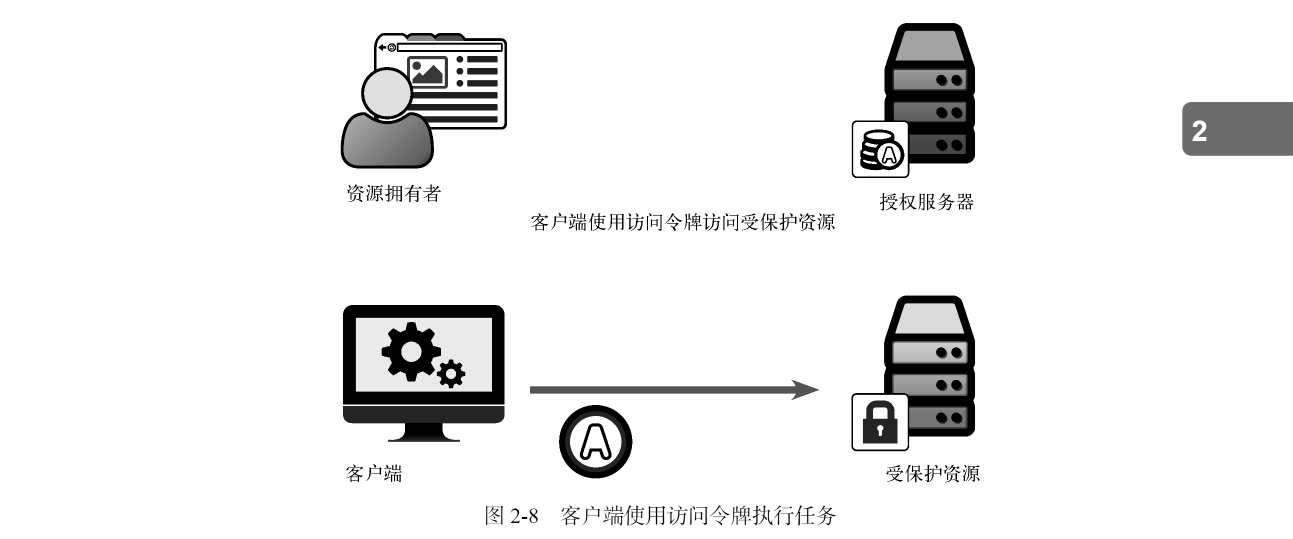 2
资源拥有者
授权服务器
客户端使用访问令牌访问受保护资源
A
A
客户端
受保护资源
图 2-8 客户端使用访问令牌执行任务